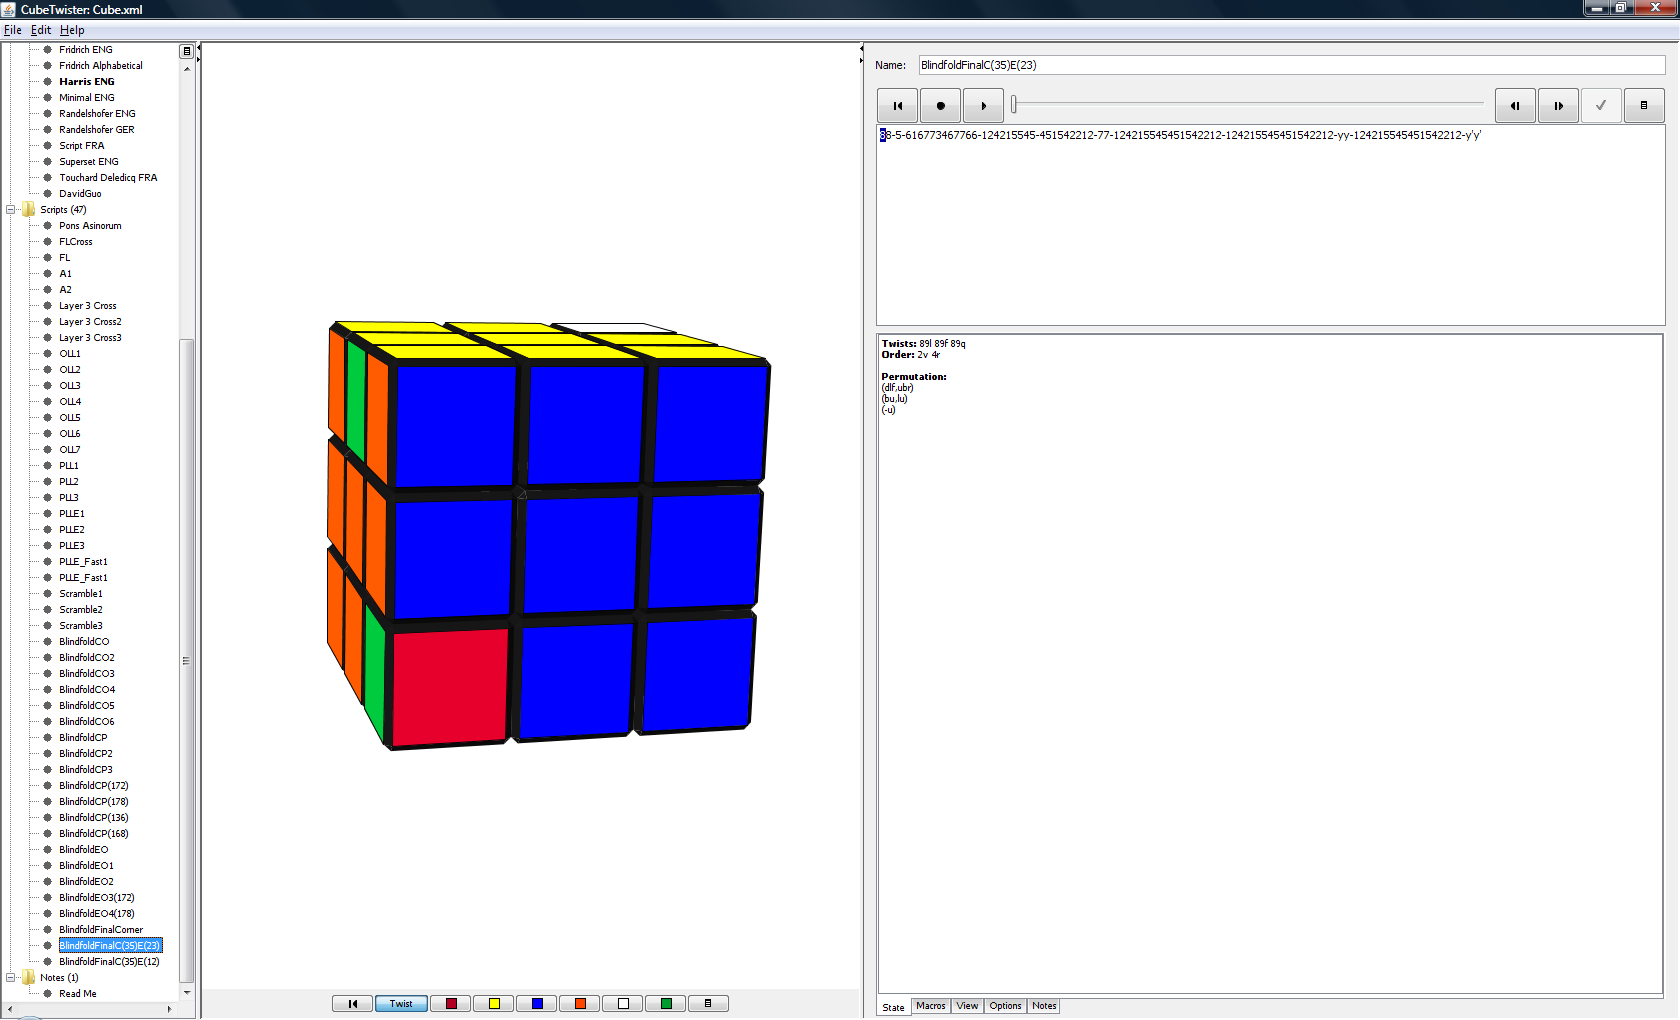 CubeTwister: Cube.xml
File Edit Help
Fridrich ENG
Fridrich Alphabetical
Harris ENG
Minimal ENG
Randelshofer ENG
Randelshofer GER
Script FRA
Superset ENG
Touchard Deledicq FRA
DavidGuo
Scripts (47)
Pons Asinorum
FLCross
FL
A1
A2
Layer 3 Cross
Layer 3 Cross2
Layer 3 Cross3
OLL1
OLL2
OLL3
OLL4
OLL5
OLL6
OLL7
PLL1
PLL2
PLL3
PLLE1
PLLE2
PLLE3
PLLE_Fast1
PLLE_Fast1
Scramble1
Scramble2
Scramble3
BlindfoldCO
BlindfoldCO2
BlindfoldCO3
BlindfoldCO4
BlindfoldCO5
BlindfoldCO6
BlindfoldCP
BlindfoldCP2
BlindfoldCP3
BlindfoldCP(172)
BlindfoldCP(178)
BlindfoldCP(136)
BlindfoldCP(168)
BlindfoldEO
BlindfoldEO1
BlindfoldEO2
BlindfoldEO3(172)
BlindfoldEO4(178)
BlindfoldFinalCorner
BlindfoldFinalC(35)E(23)
BlindfoldFinalC(35)E(12)
Notes (1)
Read Me
Twist
Name: BlindfoldFinalC(35)E(23)
88-5-616773467766-124215545-451542212-77-124215545451542212-124215545451542212-yy-124215545451542212-y'y'
Twists: 89l 89f 89q
Order: 2v 4r
Permutation:
(dlf,ubr)
(bu,lu)
(-u)
State Macros View Options Notes